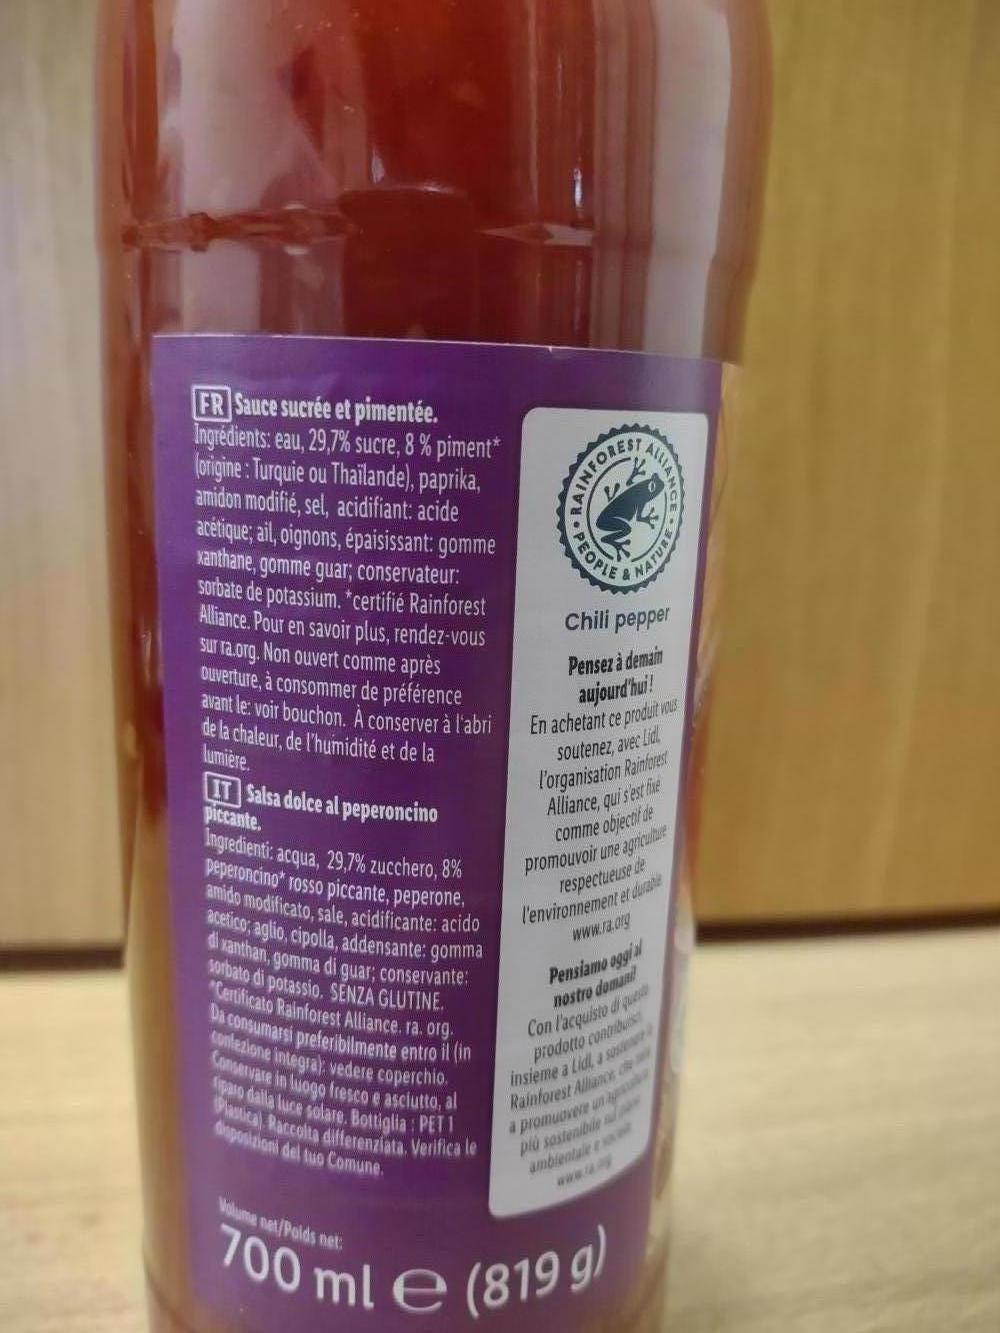 FR Sauce sucrée et pimentée.
Ingrédients: eau, 29,7% sucre, 8 % piment*
(origine : Turquie ou Thaïlande), paprika,
amidon modifié, sel, acidifiant: acide
acétique; ail, oignons, épaisissant: gomme
xanthane, gomme guar; conservateur:
sorbate de potassium. *certifié Rainforest
Alliance. Pour en savoir plus, rendez-vous
sur ra.org. Non ouvert comme après
ouverture, à consommer de préférence
avant le: voir bouchon. À conserver à l'abri
de la chaleur, de l'humidité et de la
lumière.
IT Salsa dolce al peperoncino
piccante.
Ingredienti: acqua, 29,7% zucchero, 8%
peperoncino* rosso piccante, peperone,
amido modificato, sale, acidificante: acido
acetico; aglio, cipolla, addensante: gomma
di xanthan, gomma di guar; conservante:
sorbato di potassio. SENZA GLUTINE.
*Certificato Rainforest Alliance. ra. org.
Da consumarsi preferibilmente entro il (in
confezione integra): vedere coperchio.
Conservare in luogo fresco e asciutto, al
riparo dalla luce solare. Bottiglia : PET 1
(Plastica). Raccolta differenziata. Verifica le
disposizioni del tuo Comune.
Volume net/Poids net:
700 ml e (819 g)
RAINFOREST ALLIANCE
PEOPLE & NATURE
Chili pepper
Pensez à demain
aujourd'hui !
En achetant ce produit vous
soutenez, avec Lidl,
l'organisation Rainforest
Alliance, qui s'est fixé
comme objectif de
promouvoir une agriculture
respectueuse de
l'environnement et durable.
www.ra.org
Pensiamo oggi al
nostro domani!
Con l'acquisto di questo
prodotto contribuisci,
insieme a Lidl, a sostenere
Rainforest Alliance, che mira
a promuovere un'agricoltura
più sostenibile sul piano
ambientale e sociale.
www.ra.org